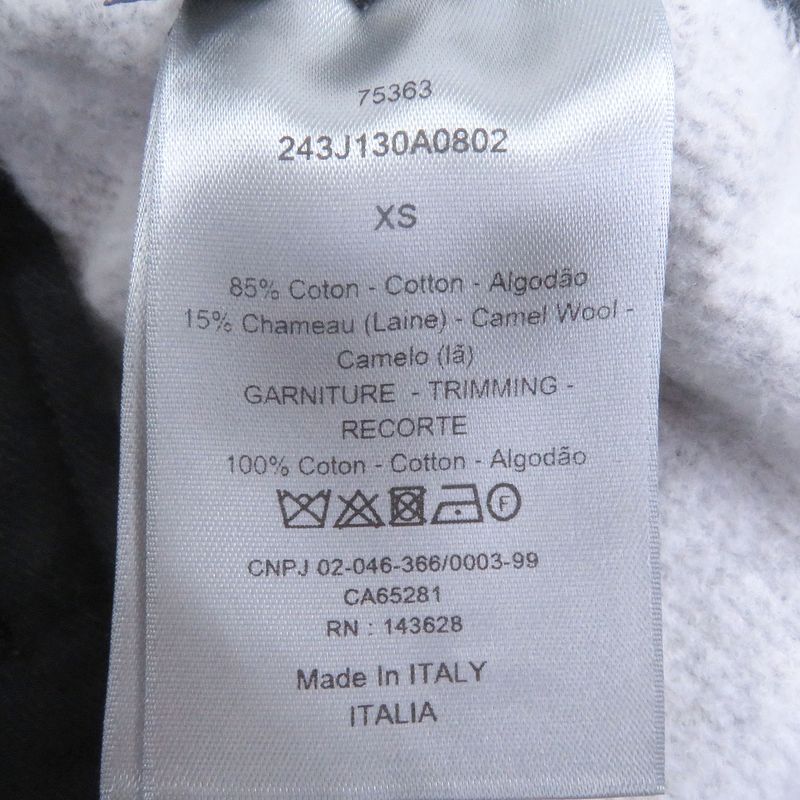 75363
243J130A0802
XS
85% Coton - Cotton - Algodão
15% Chameau (Laine) - Camel Wool -
Camelo (lã)
GARNITURE - TRIMMING -
RECORTE
100% Coton - Cotton - Algodão
F
CNPJ 02-046-366/0003-99
CA65281
RN : 143628
Made In ITALY
ITALIA